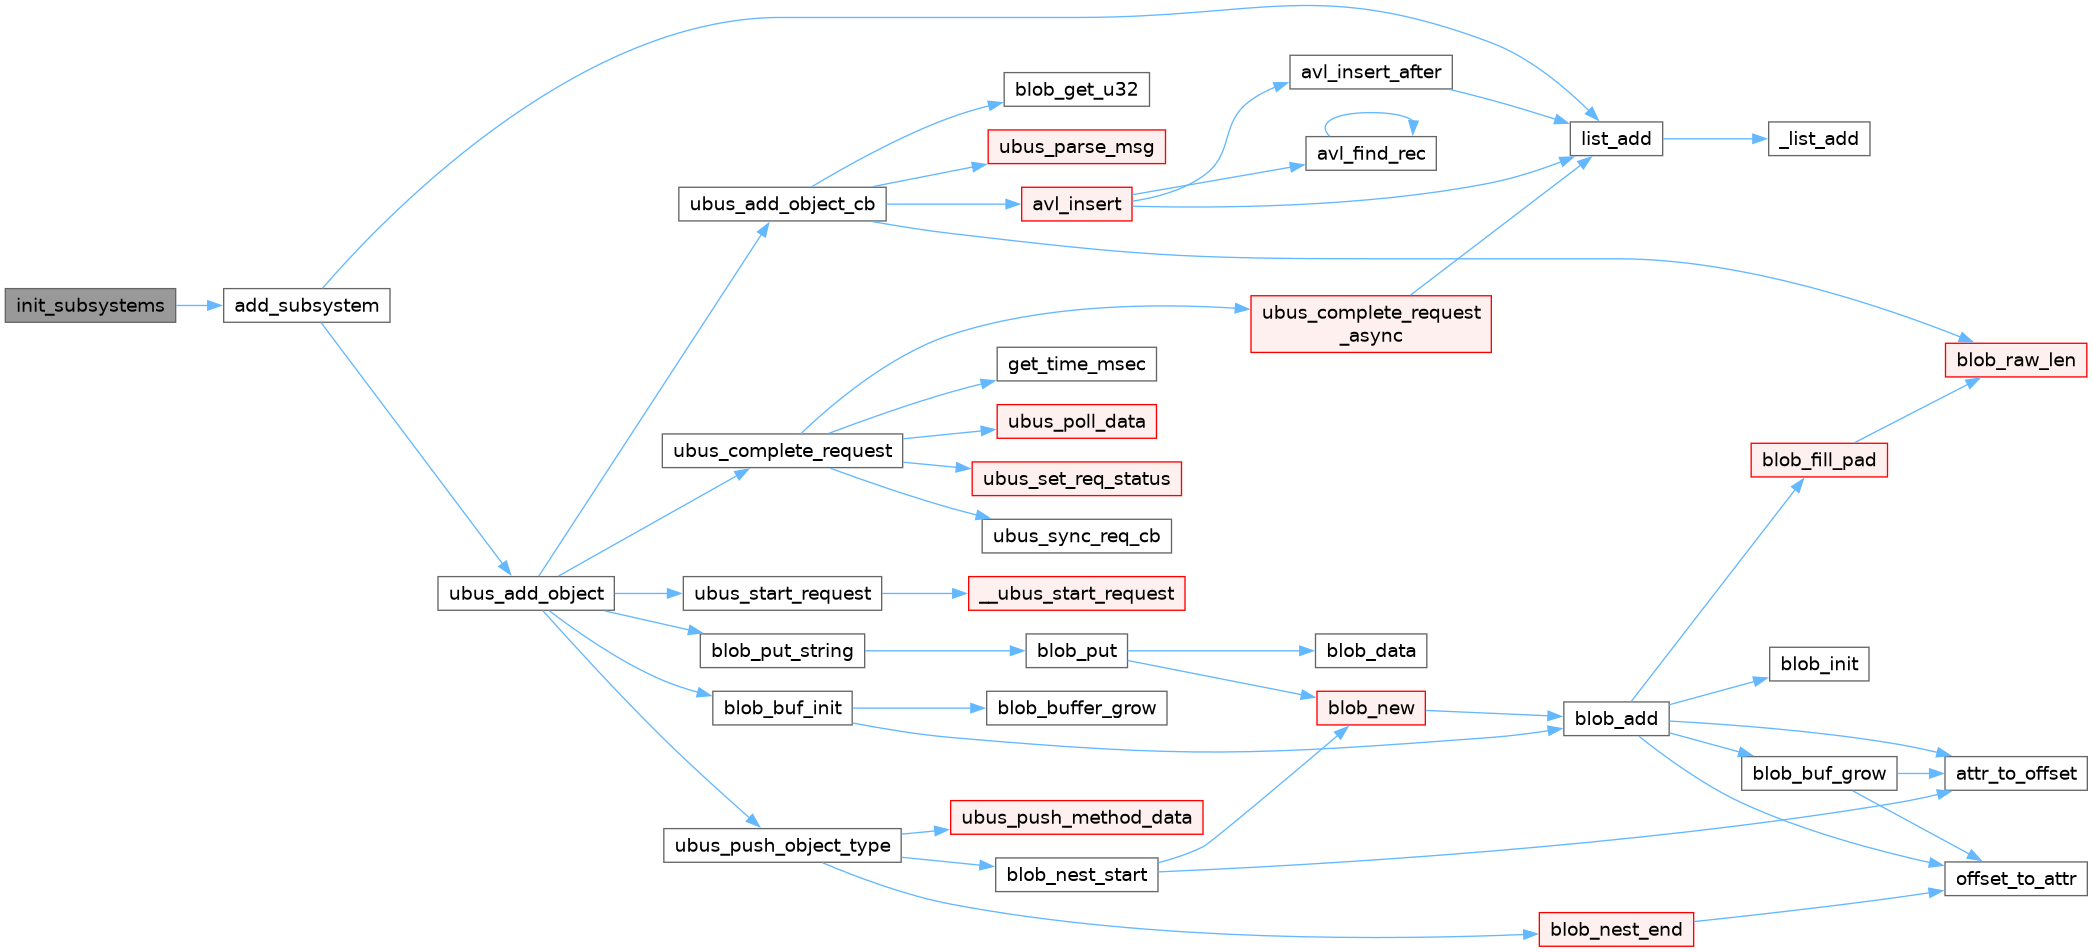 init_subsystems
add_subsystem
ubus_add_object
ubus_add_object_cb
ubus_complete_request
ubus_start_request
blob_put_string
blob_buf_init
ubus_push_object_type
blob_get_u32
ubus_parse_msg
avl_insert
get_time_msec
ubus_poll_data
ubus_set_req_status
ubus_sync_req_cb
__ubus_start_request
blob_put
blob_buffer_grow
ubus_push_method_data
blob_nest_start
avl_insert_after
avl_find_rec
ubus_complete_request
_async
blob_data
blob_new
list_add
blob_add
blob_nest_end
_list_add
blob_fill_pad
blob_init
blob_buf_grow
blob_raw_len
attr_to_offset
offset_to_attr